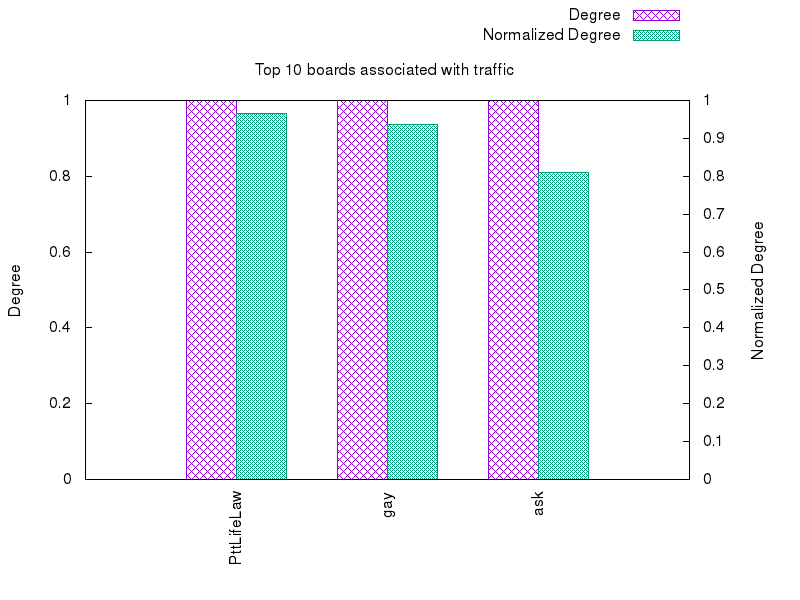 Degree
Normalized Degree
Top 10 boards associated with traffic
1
0.8
0.6
0.4
0.2
0
Degree
1
0.9
0.8
0.7
0.6
0.5
0.4
0.3
0.2
0.1
0
Normalized Degree
PttLifeLaw
gay
ask